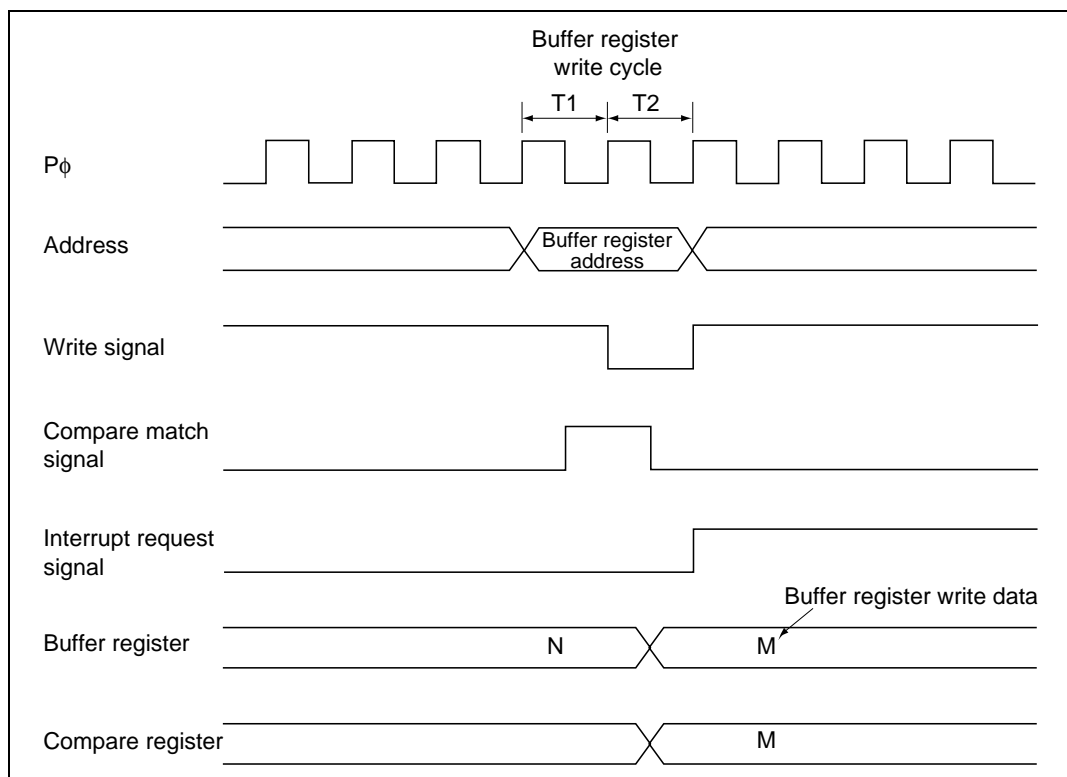 Buffer register
write cycle
T1
T2
Pϕ
Address
Buffer register
address
Write signal
Compare match
signal
Interrupt request
signal
Buffer register write data
Buffer register
N
M
Compare register
M